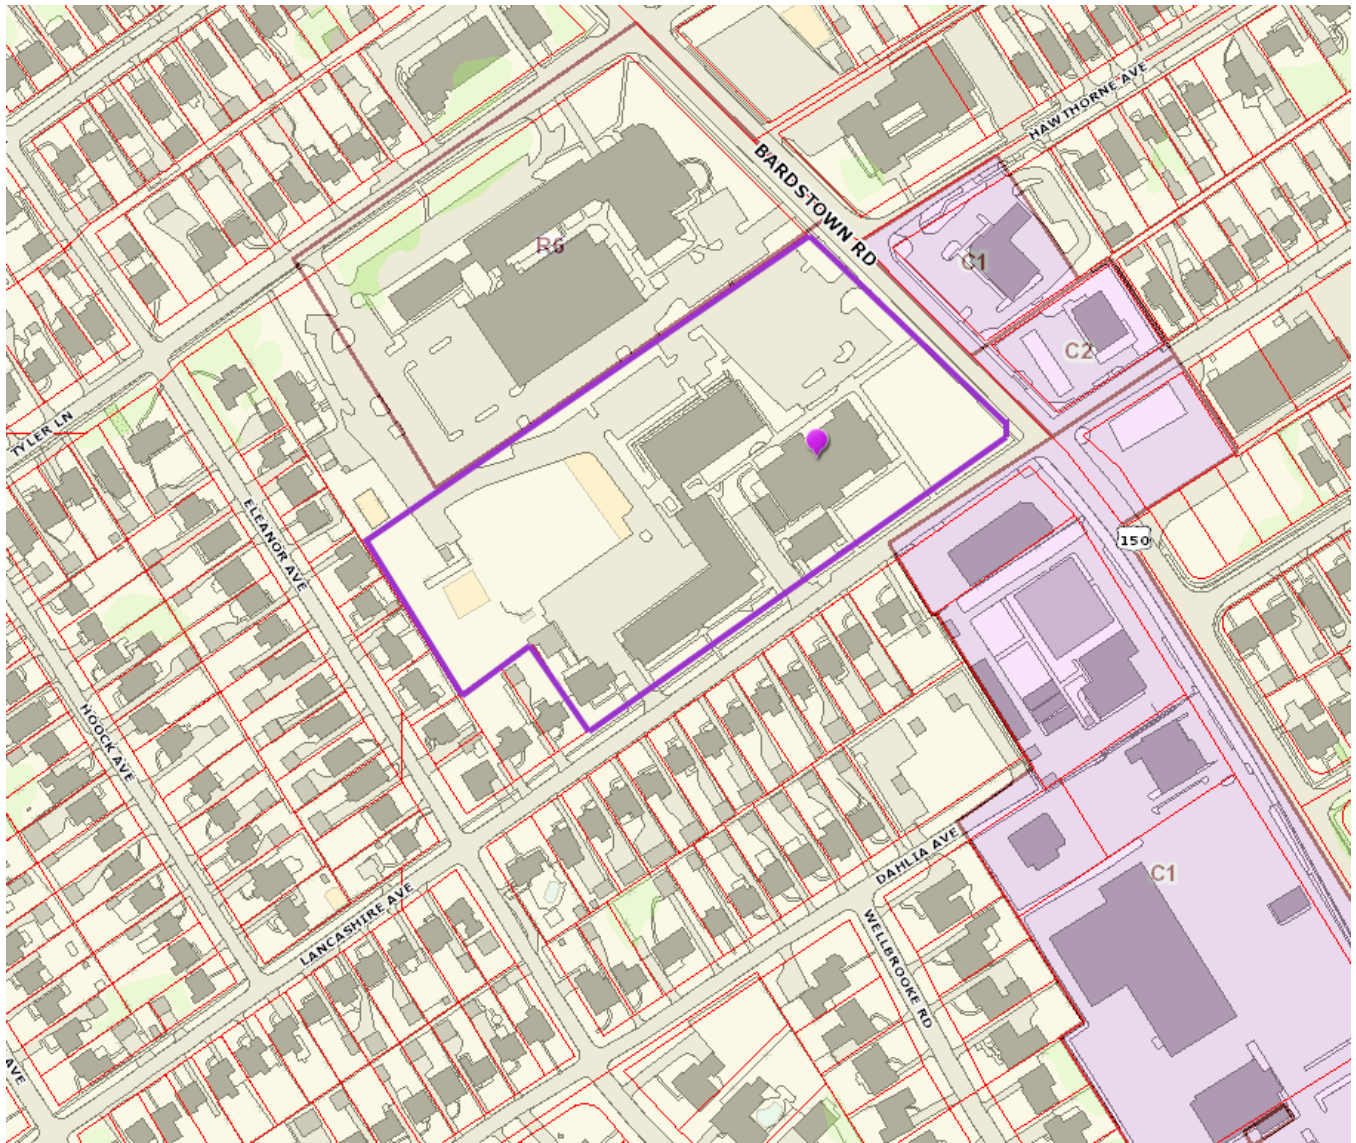 HAWTHORNE AVE
BARDSTOWN RD
R6
C1
C2
TYLER LN
ELEANOR AVE
150
HOOCK AVE
DAHLIA AVE
C1
LANCASHIRE AVE
WELLBROOKE RD
AVE